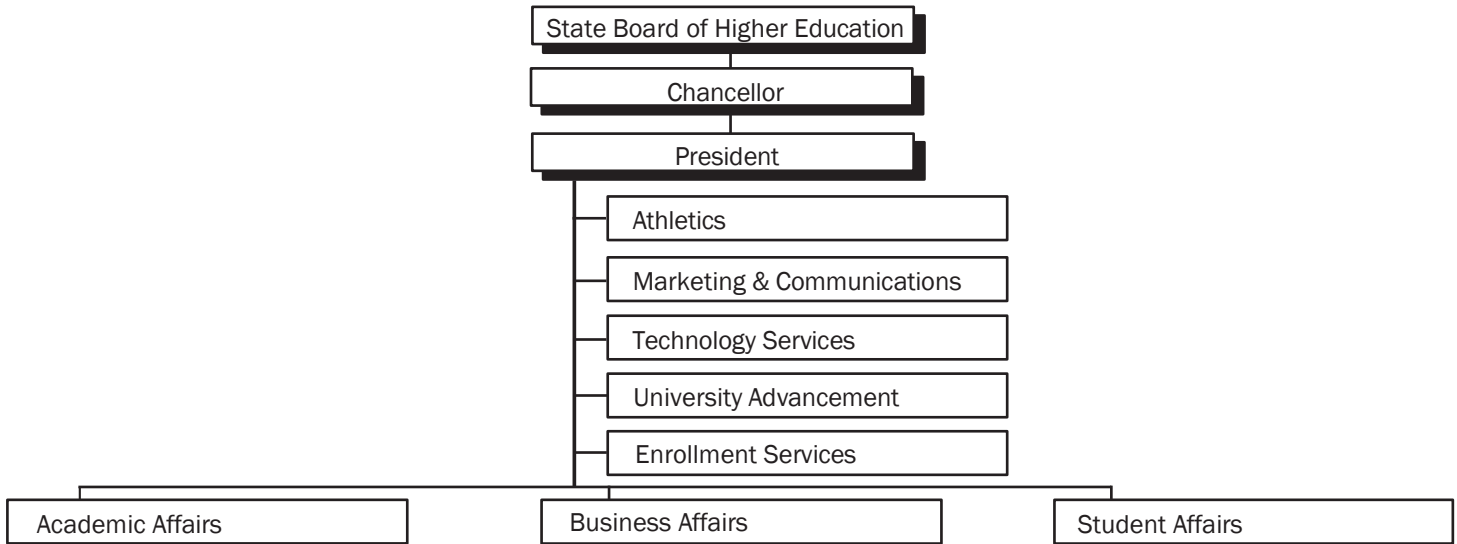 State Board of Higher Education
Chancellor
President
Athletics
Marketing & Communications
Technology Services
University Advancement
Enrollment Services
Academic Affairs
Business Affairs
Student Affairs